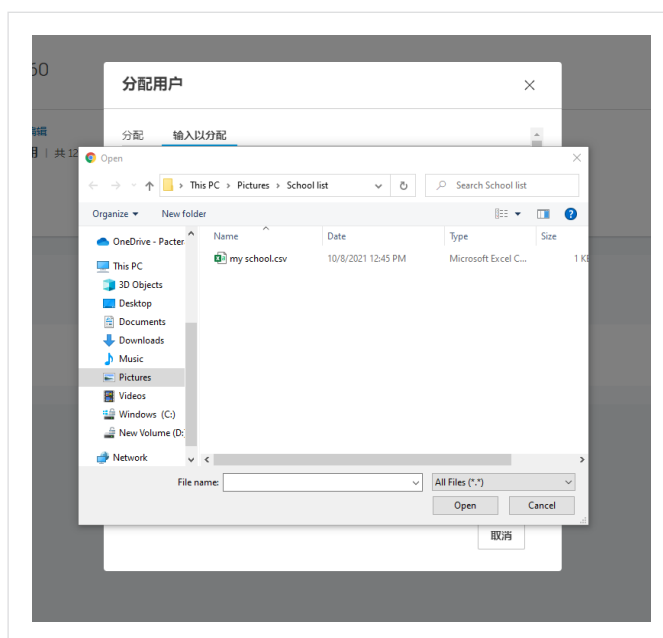 60
分配用户
编辑
分配 输入以分配
用 | 共 12
Open
This PC › Pictures › School list
Search School list
Organize New folder
Name Date Type Size
OneDrive - Pacter
my school.csv 10/8/2021 12:45 PM Microsoft Excel C... 1 KB
This PC
3D Objects
Desktop
Documents
Downloads
Music
Pictures
Videos
Windows (C:)
New Volume (D:
Network
File name: All Files (*.*)
Open Cancel
取消